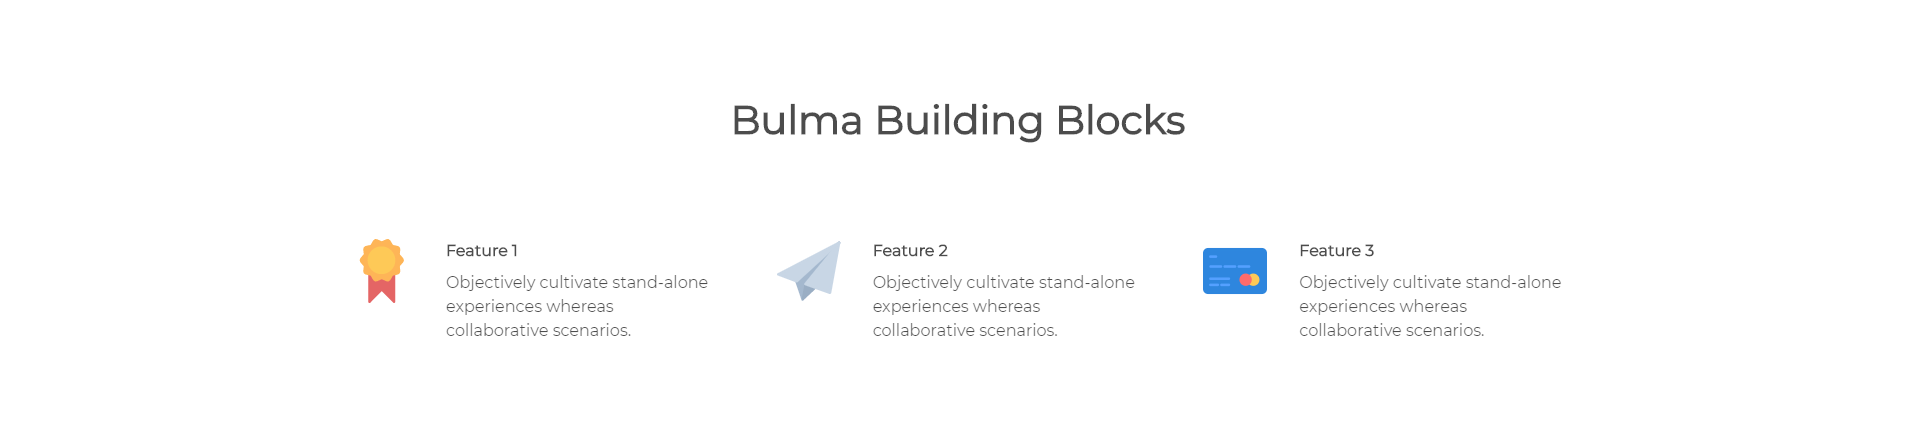 Bulma Building Blocks
Feature 1
Objectively cultivate stand-alone
experiences whereas
collaborative scenarios.
Feature 2
Objectively cultivate stand-alone
experiences whereas
collaborative scenarios.
Feature 3
Objectively cultivate stand-alone
experiences whereas
collaborative scenarios.